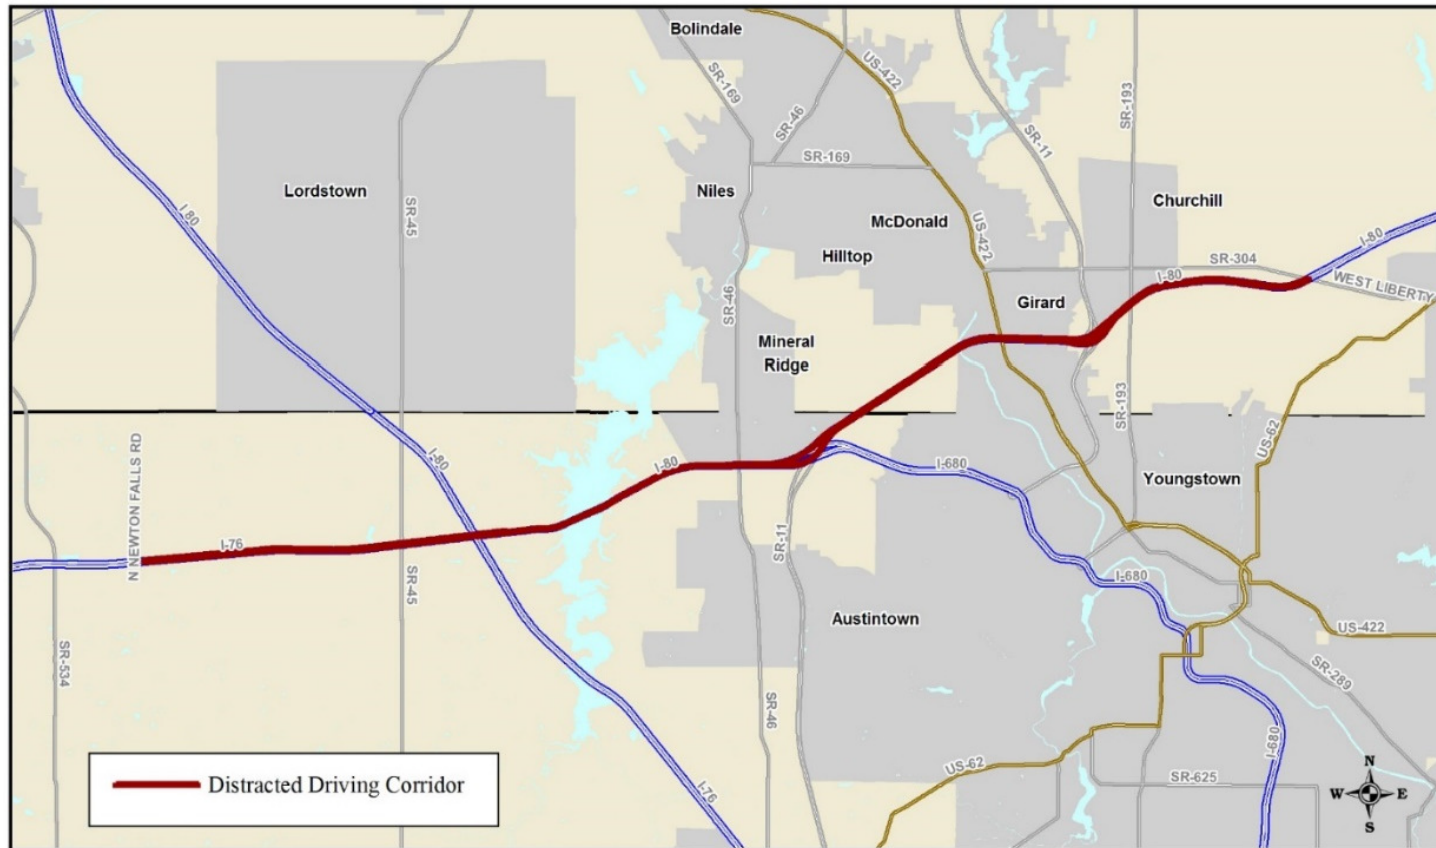 Bolindale
US-422
SR-169
SR-46
SR-193
SR-11
SR-169
Lordstown
Niles
Churchill
I-80
SR-45
McDonald
US-422
Hilltop
I-80
SR-304
I-80
WEST LIBERTY
Girard
SR-46
Mineral
Ridge
SR-193
US-62
N NEWTON FALLS RD
I-80
I-80
I-680
Youngstown
SR-11
I-76
SR-45
I-680
Austintown
US-422
SR-534
SR-289
SR-46
I-680
US-62
SR-625
I-76
Distracted Driving Corridor
N
W
E
S